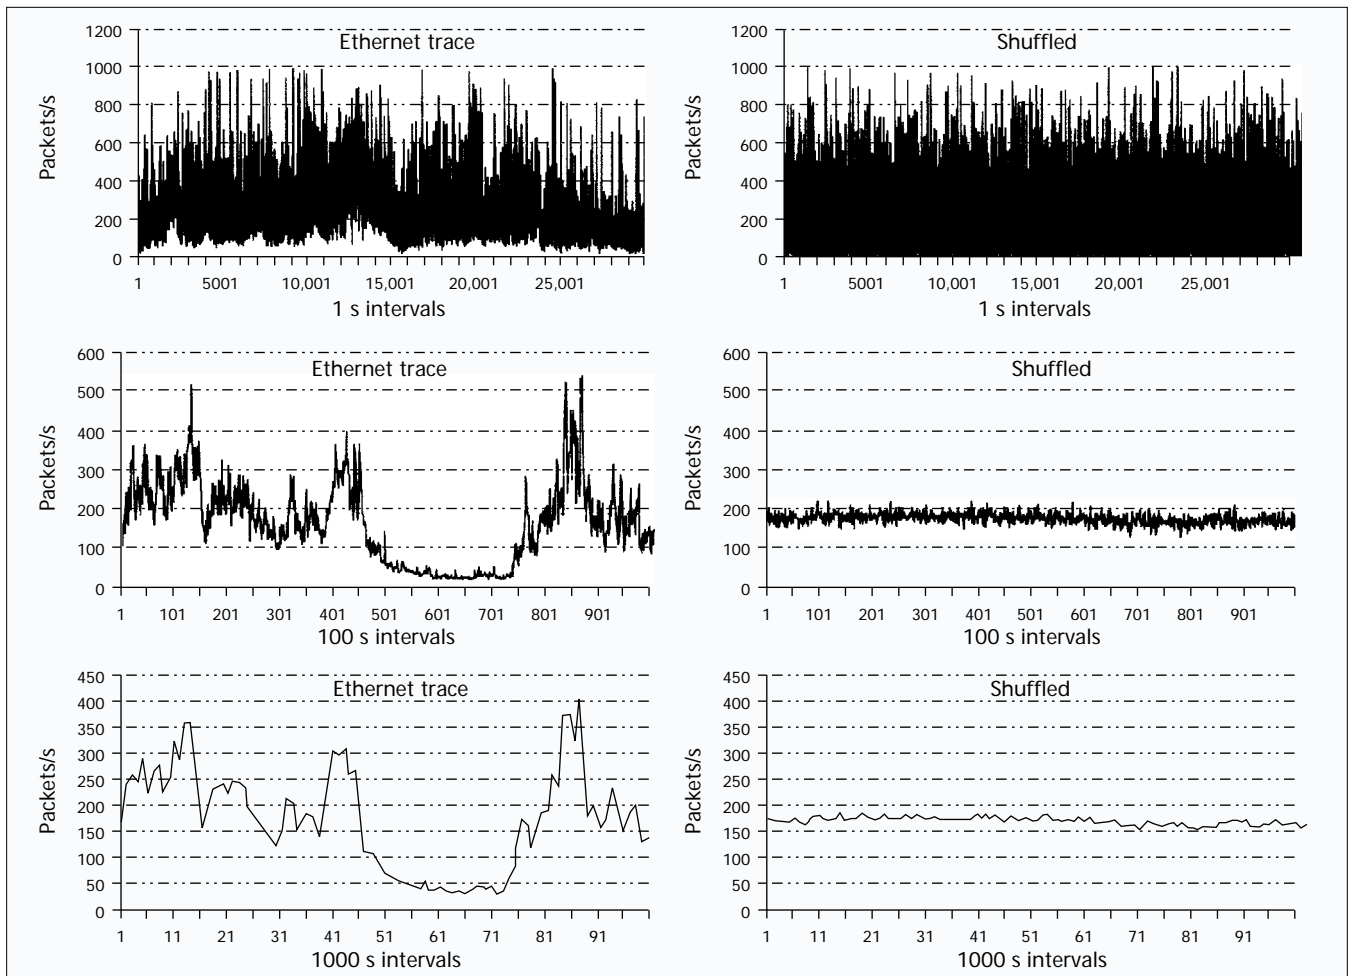 Ethernet trace
Packets/s
1200
1000
800
600
400
200
0
1 5001 10,001 15,001 20,001 25,001
1 s intervals
Shuffled
Packets/s
1200
1000
800
600
400
200
0
1 5001 10,001 15,001 20,001 25,001
1 s intervals
Ethernet trace
Packets/s
600
500
400
300
200
100
0
1 101 201 301 401 501 601 701 801 901
100 s intervals
Shuffled
Packets/s
600
500
400
300
200
100
0
1 101 201 301 401 501 601 701 801 901
100 s intervals
Ethernet trace
Packets/s
450
400
350
300
250
200
150
100
50
0
1 11 21 31 41 51 61 71 81 91
1000 s intervals
Shuffled
Packets/s
450
400
350
300
250
200
150
100
50
0
1 11 21 31 41 51 61 71 81 91
1000 s intervals